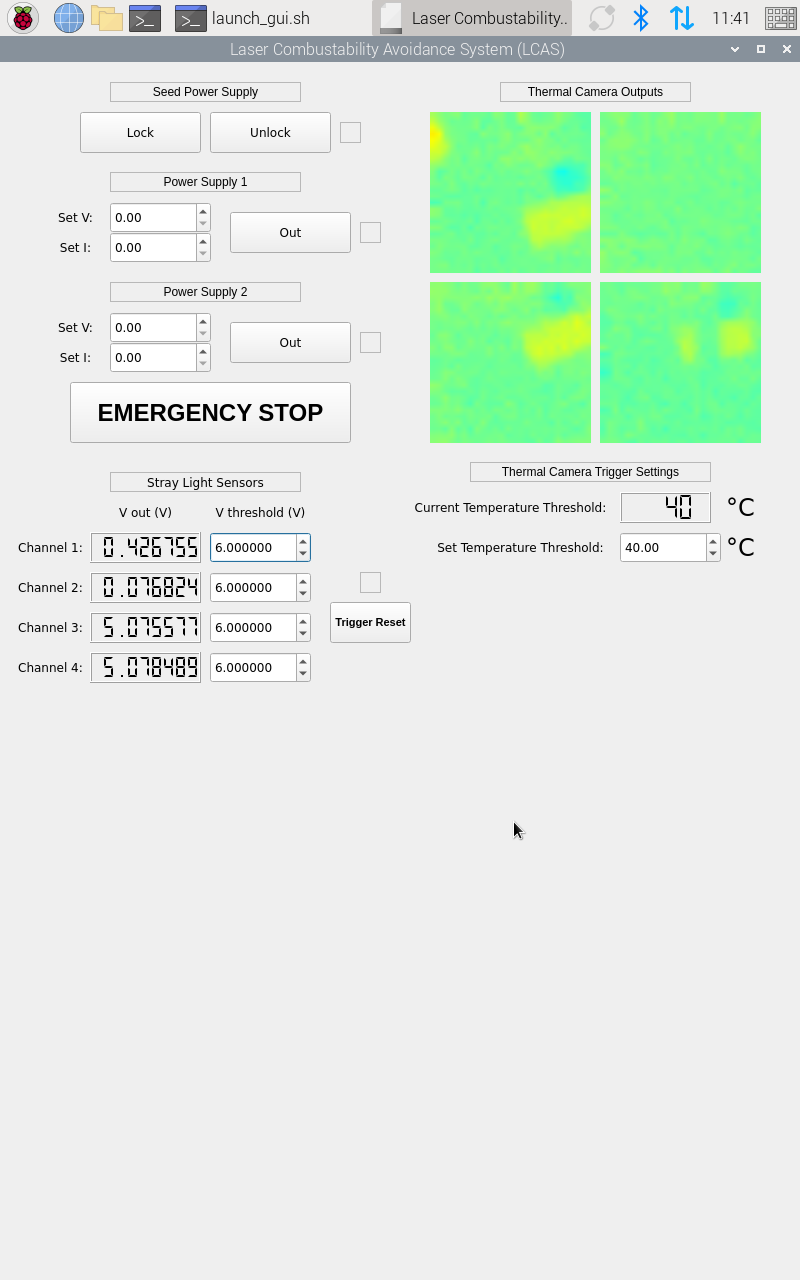 launch_gui.sh
Laser Combustability..
11:41
Laser Combustability Avoidance System (LCAS)
Seed Power Supply
Lock
Unlock
Power Supply 1
Set V: 0.00
Set I: 0.00
Out
Power Supply 2
Set V: 0.00
Set I: 0.00
Out
EMERGENCY STOP
Stray Light Sensors
V out (V) V threshold (V)
Channel 1: 0.426755 6.000000
Channel 2: 0.076824 6.000000
Channel 3: 5.075577 6.000000
Channel 4: 5.078489 6.000000
Trigger Reset
Thermal Camera Outputs
Thermal Camera Trigger Settings
Current Temperature Threshold: 40 °C
Set Temperature Threshold: 40.00 °C